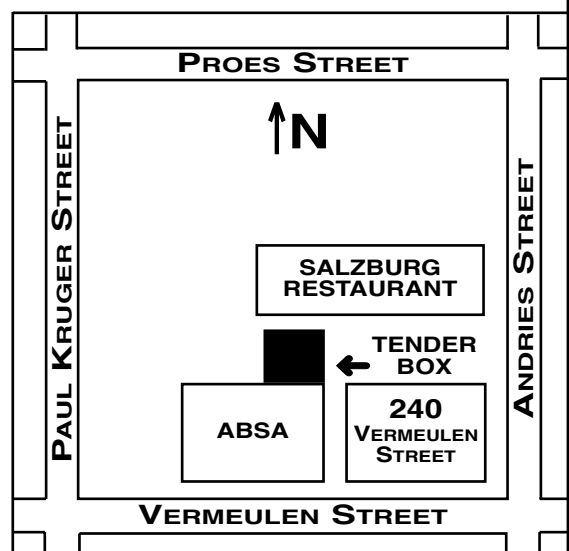 PROES STREET
N
PAUL KRUGER STREET
ANDRIES STREET
SALZBURG
RESTAURANT
TENDER
BOX
ABSA
240
VERMEULEN
STREET
VERMEULEN STREET